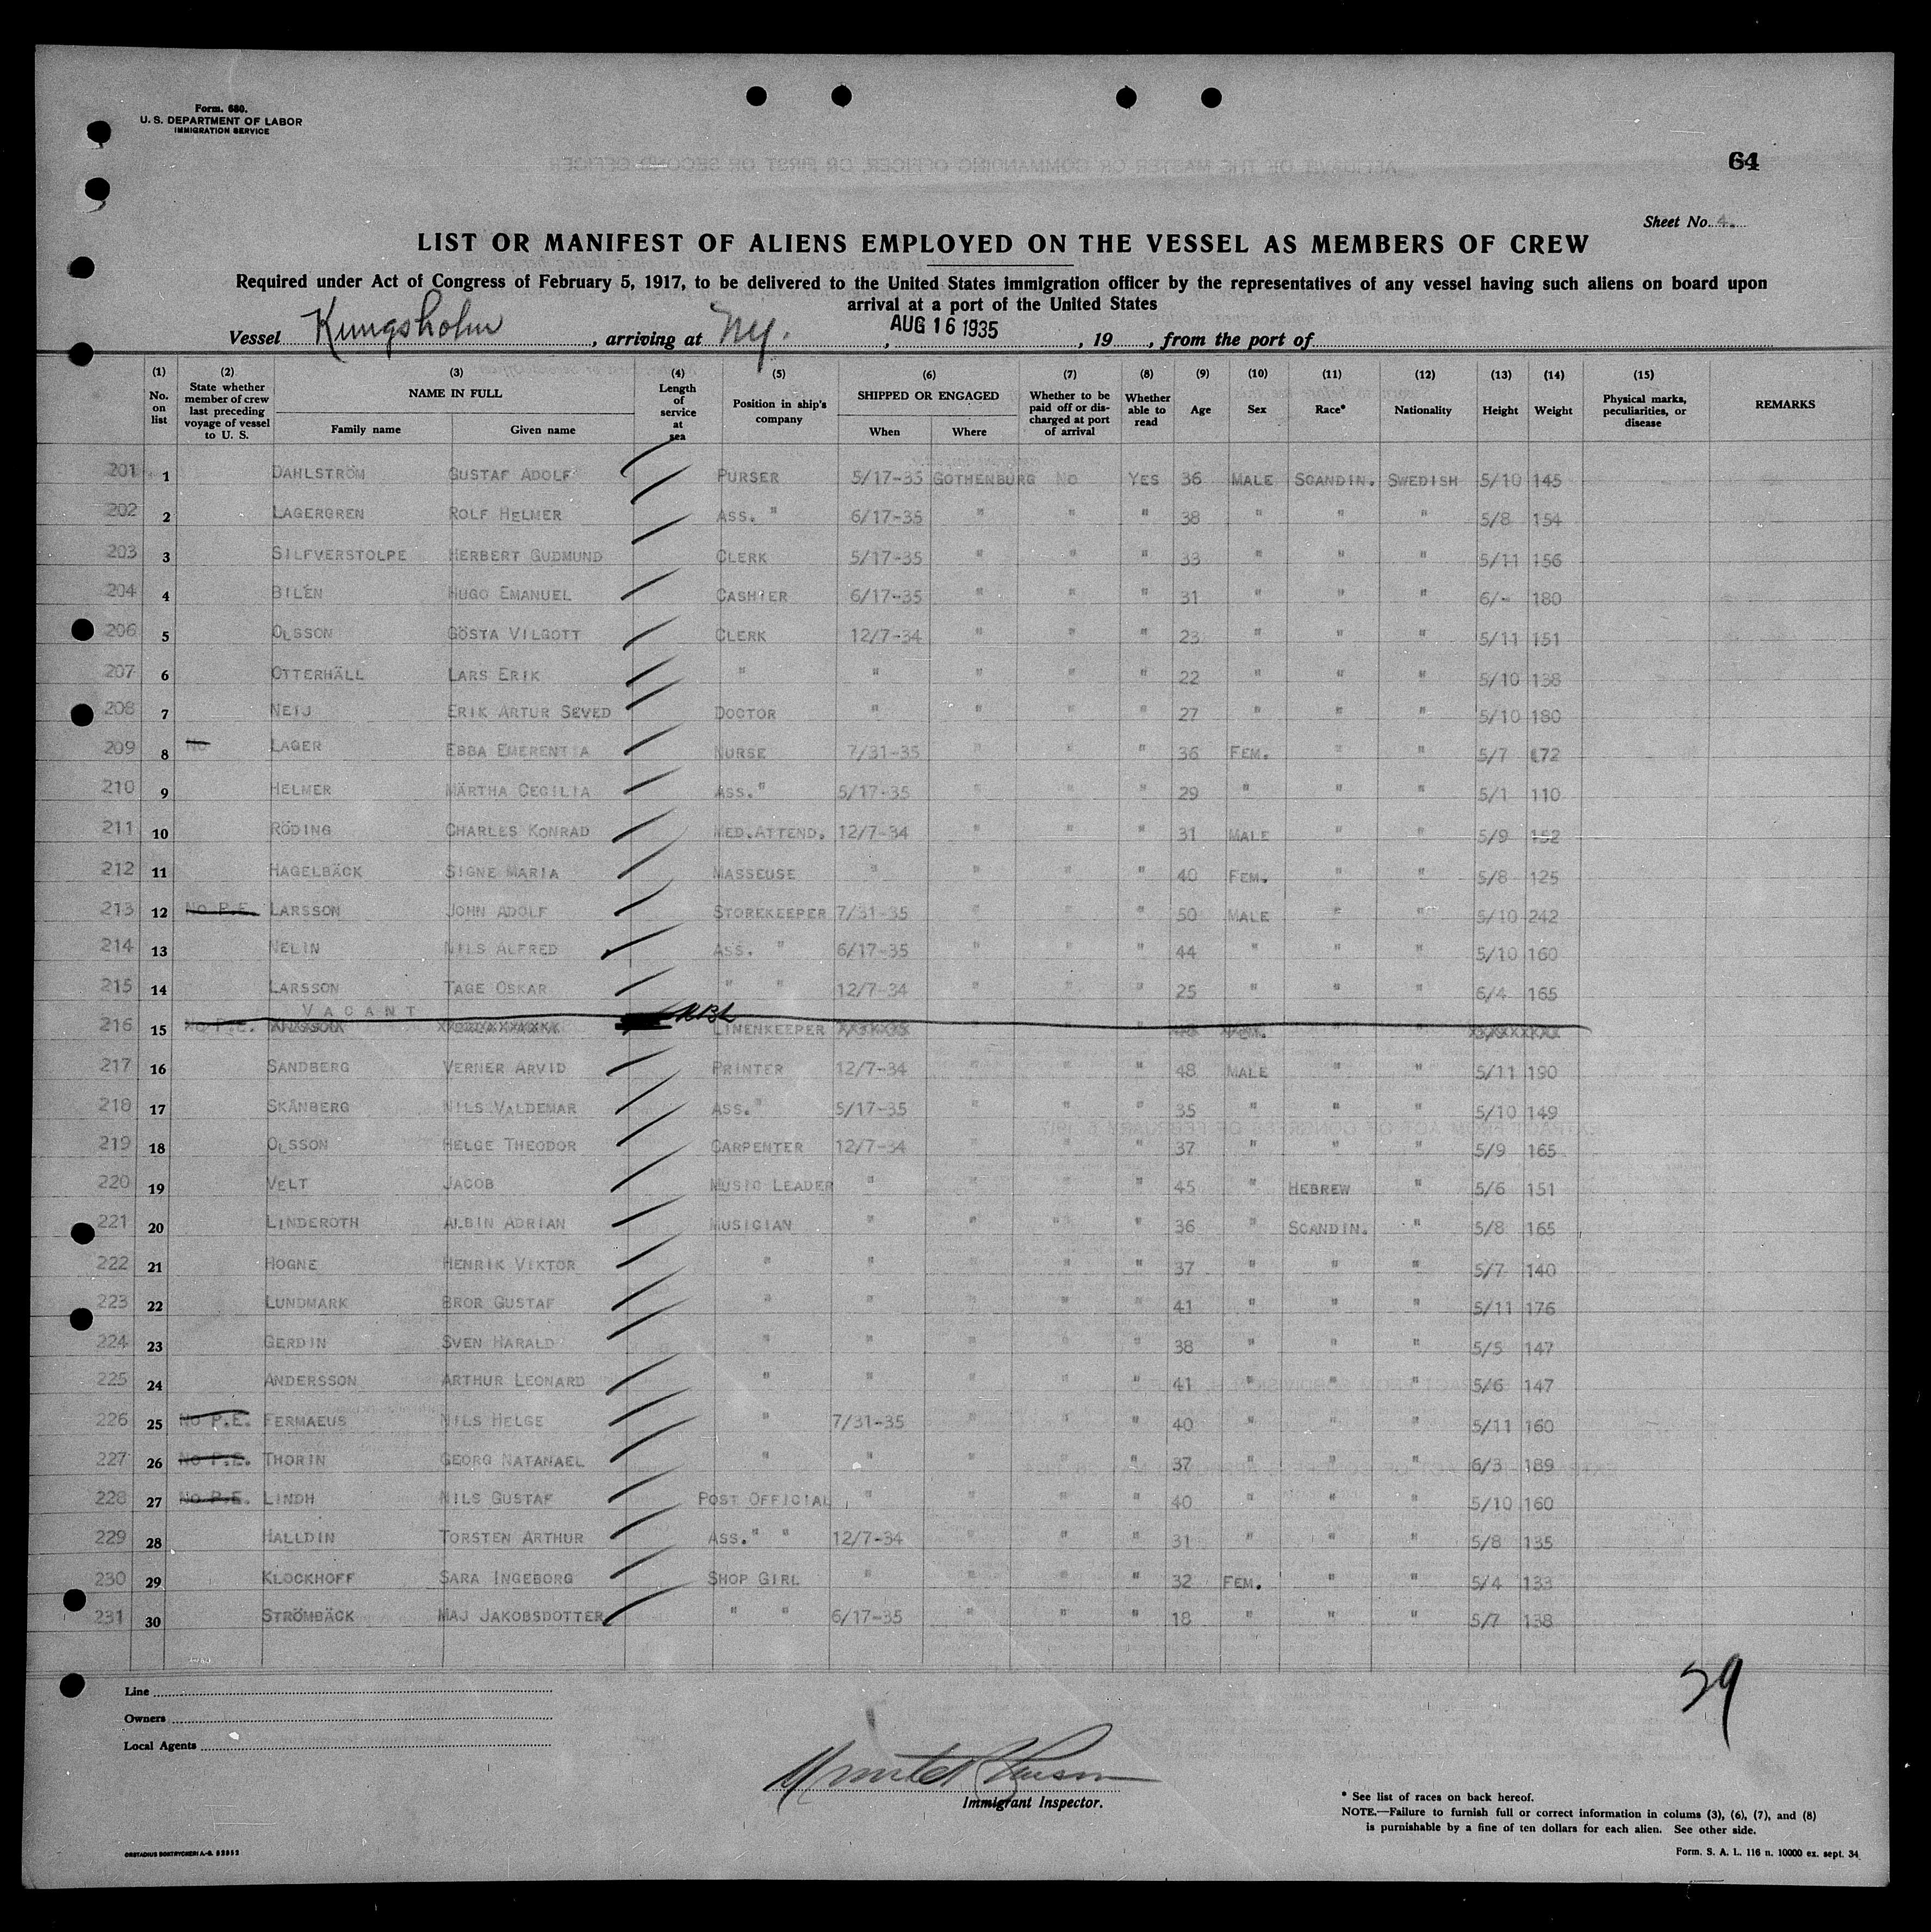 Form. 680.
U. S. DEPARTMENT OF LABOR
IMMIGRATION SERVICE
64
Sheet No. 4.
LIST OR MANIFEST OF ALIENS EMPLOYED ON THE VESSEL AS MEMBERS OF CREW
Required under Act of Congress of February 5, 1917, to be delivered to the United States immigration officer by the representatives of any vessel having such aliens on board upon
arrival at a port of the United States
Vessel Kungsholm, arriving at Ny., AUG 16 1935, 19, from the port of
(1) (2) (3) (4) (5) (6) (7) (8) (9) (10) (11) (12) (13) (14) (15)
No. on list State whether member of crew last preceding voyage of vessel to U. S. NAME IN FULL Family name Given name Length of service at sea Position in ship's company SHIPPED OR ENGAGED When Where Whether to be paid off or discharged at port of arrival Whether able to read Age Sex Race* Nationality Height Weight Physical marks, peculiarities, or disease REMARKS
201 1 DAHLSTRÖM GUSTAF ADOLF PURSER 5/17-35 GOTHENBURG NO YES 36 MALE SCANDIN. SWEDISH 5/10 145
202 2 LAGERGREN ROLF HELMER ASS. " 6/17-35 " " " 38 " " " 5/8 154
203 3 SILFVERSTOLPE HERBERT GUDMUND CLERK 5/17-35 " " " 33 " " " 5/11 156
204 4 BILÉN HUGO EMANUEL CASHIER 6/17-35 " " " 31 " " " 6/- 180
206 5 OLSSON GÖSTA VILGOTT CLERK 12/7-34 " " " 23 " " " 5/11 151
207 6 OTTERHÄLL LARS ERIK " " " " " 22 " " " 5/10 138
208 7 NEIJ ERIK ARTUR SEVED DOCTOR " " " " 27 " " " 5/10 180
209 8 NO LAGER EBBA EMERENTIA NURSE 7/31-35 " " " 36 FEM. " " 5/7 172
210 9 HELMER MÄRTHA CECILIA ASS. " 5/17-35 " " " 29 " " " 5/1 110
211 10 RÖDING CHARLES KONRAD MED.ATTEND. 12/7-34 " " " 31 MALE " " 5/9 152
212 11 HAGELBÄCK SIGNE MARIA MASSEUSE " " " " 40 FEM. " " 5/8 125
213 12 NO P.E. LARSSON JOHN ADOLF STOREKEEPER 7/31-35 " " " 50 MALE " " 5/10 242
214 13 NELIN NILS ALFRED ASS. " 6/17-35 " " " 44 " " " 5/10 160
215 14 LARSSON TAGE OSKAR " " 12/7-34 " " " 25 " " " 6/4 165
VACANT
216 15 NO P.E. LINENKEEPER
217 16 SANDBERG VERNER ARVID PRINTER 12/7-34 " " " 48 MALE " " 5/11 190
218 17 SKÅNBERG NILS VALDEMAR ASS. " 5/17-35 " " " 35 " " " 5/10 149
219 18 OLSSON HELGE THEODOR CARPENTER 12/7-34 " " " 37 " " " 5/9 165
220 19 VELT JACOB MUSIC LEADER " " " " 45 " HEBREW " 5/6 151
221 20 LINDEROTH ALBIN ADRIAN MUSICIAN " " " " 36 " SCANDIN. " 5/8 165
222 21 HOGNE HENRIK VIKTOR " " " " " 37 " " " 5/7 140
223 22 LUNDMARK BROR GUSTAF " " " " " 41 " " " 5/11 176
224 23 GERDIN SVEN HARALD " " " " " 38 " " " 5/5 147
225 24 ANDERSSON ARTHUR LEONARD " " " " " 41 " " " 5/6 147
226 25 NO P.E. FERMAEUS NILS HELGE " 7/31-35 " " " 40 " " " 5/11 160
227 26 NO P.E. THORIN GEORG NATANAEL " " " " " 37 " " " 6/3 189
228 27 NO P.E. LINDH NILS GUSTAF POST OFFICIAL " " " " 40 " " " 5/10 160
229 28 HALLDIN TORSTEN ARTHUR ASS. " " 12/7-34 " " " 31 " " " 5/8 135
230 29 KLOCKHOFF SARA INGEBORG SHOP GIRL " " " " 32 FEM. " " 5/4 133
231 30 STRÖMBÄCK MAJ JAKOBSDOTTER " " 6/17-35 " " " 18 " " " 5/7 138
Line
Owners
Local Agents
Immigrant Inspector.
* See list of races on back hereof.
NOTE.—Failure to furnish full or correct information in colums (3), (6), (7), and (8)
is purnishable by a fine of ten dollars for each alien. See other side.
ORSTADIUS BOKTRYCKERI A.-B. 52952
Form. S. A. L. 116 n. 10000 ex. sept. 34